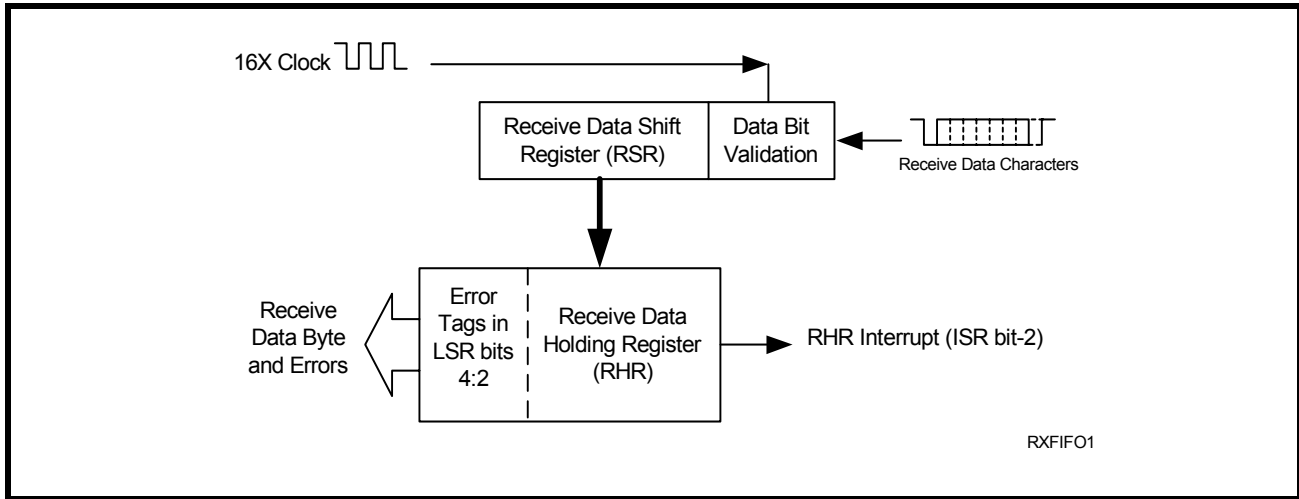 16X Clock
Receive Data Shift
Register (RSR)
Data Bit
Validation
Receive Data Characters
Receive
Data Byte
and Errors
Error
Tags in
LSR bits
4:2
Receive Data
Holding Register
(RHR)
RHR Interrupt (ISR bit-2)
RXFIFO1